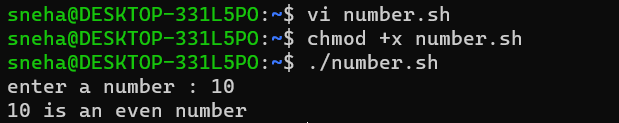 sneha@DESKTOP-331L5PO:~$ vi number.sh
sneha@DESKTOP-331L5PO:~$ chmod +x number.sh
sneha@DESKTOP-331L5PO:~$ ./number.sh
enter a number : 10
10 is an even number